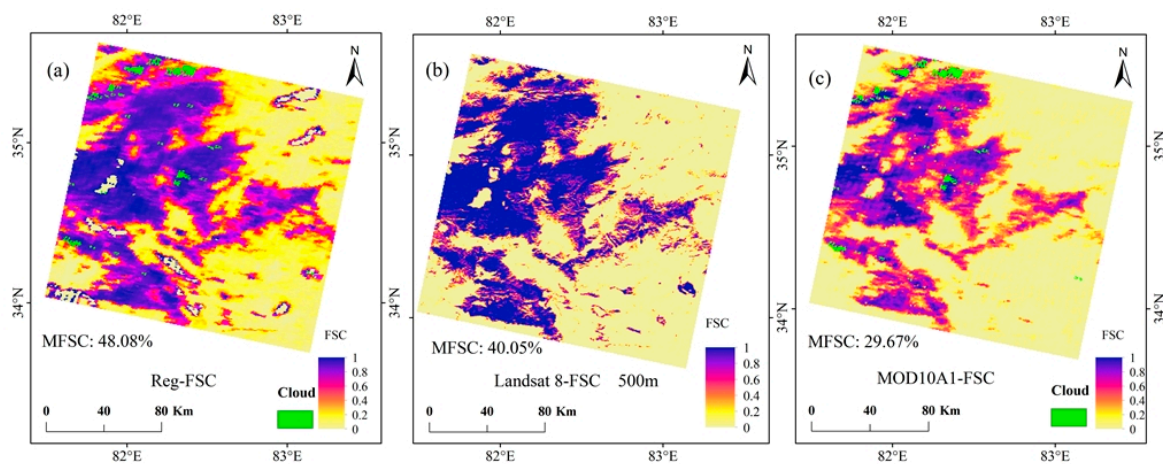 82°E 83°E 82°E 83°E 82°E 83°E
(a) N (b) N (c) N
35°N 35°N 35°N 35°N
34°N 34°N 34°N 34°N
MFSC: 48.08% FSC MFSC: 40.05% FSC MFSC: 29.67% FSC
1 1 1
0.8 0.8 0.8
0.6 0.6 0.6
0.4 0.4 0.4
0.2 0.2 0.2
0 0 0
Reg-FSC Landsat 8-FSC 500m MOD10A1-FSC
Cloud Cloud
0 40 80 Km 0 40 80 Km 0 40 80 Km
82°E 83°E 82°E 83°E 82°E 83°E